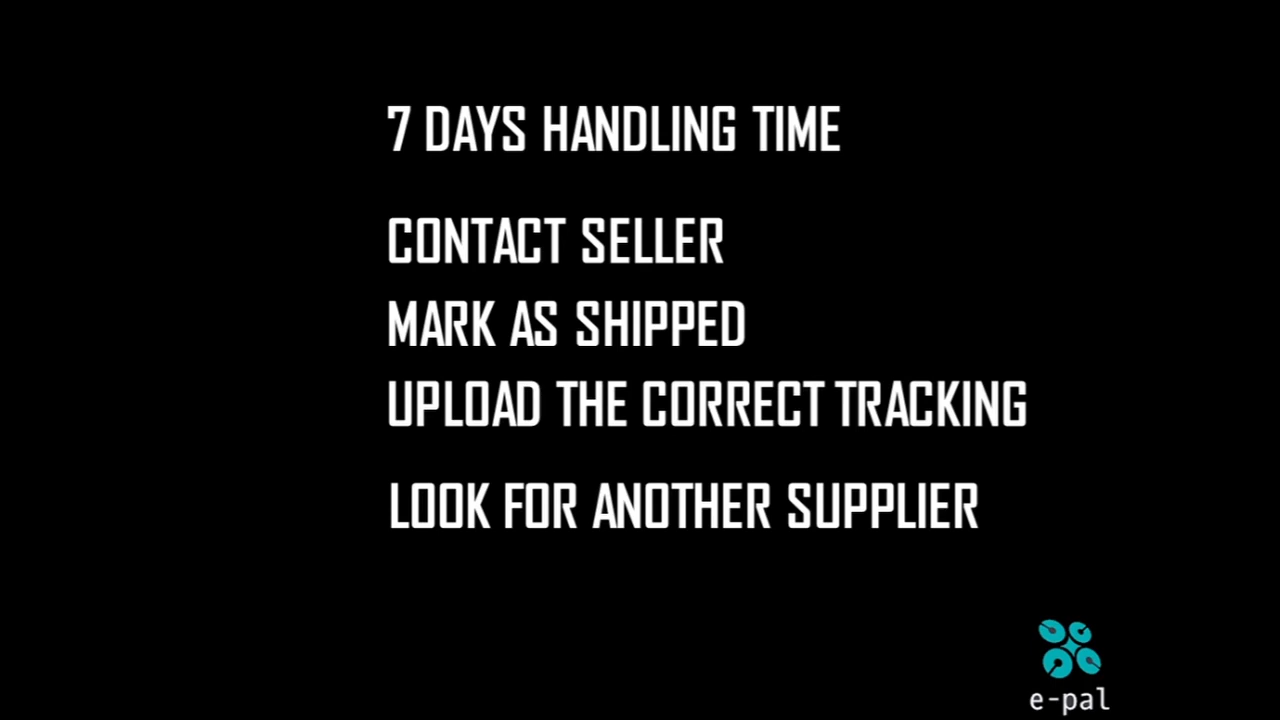 7 DAYS HANDLING TIME
CONTACT SELLER
MARK AS SHIPPED
UPLOAD THE CORRECT TRACKING
LOOK FOR ANOTHER SUPPLIER
e-pal